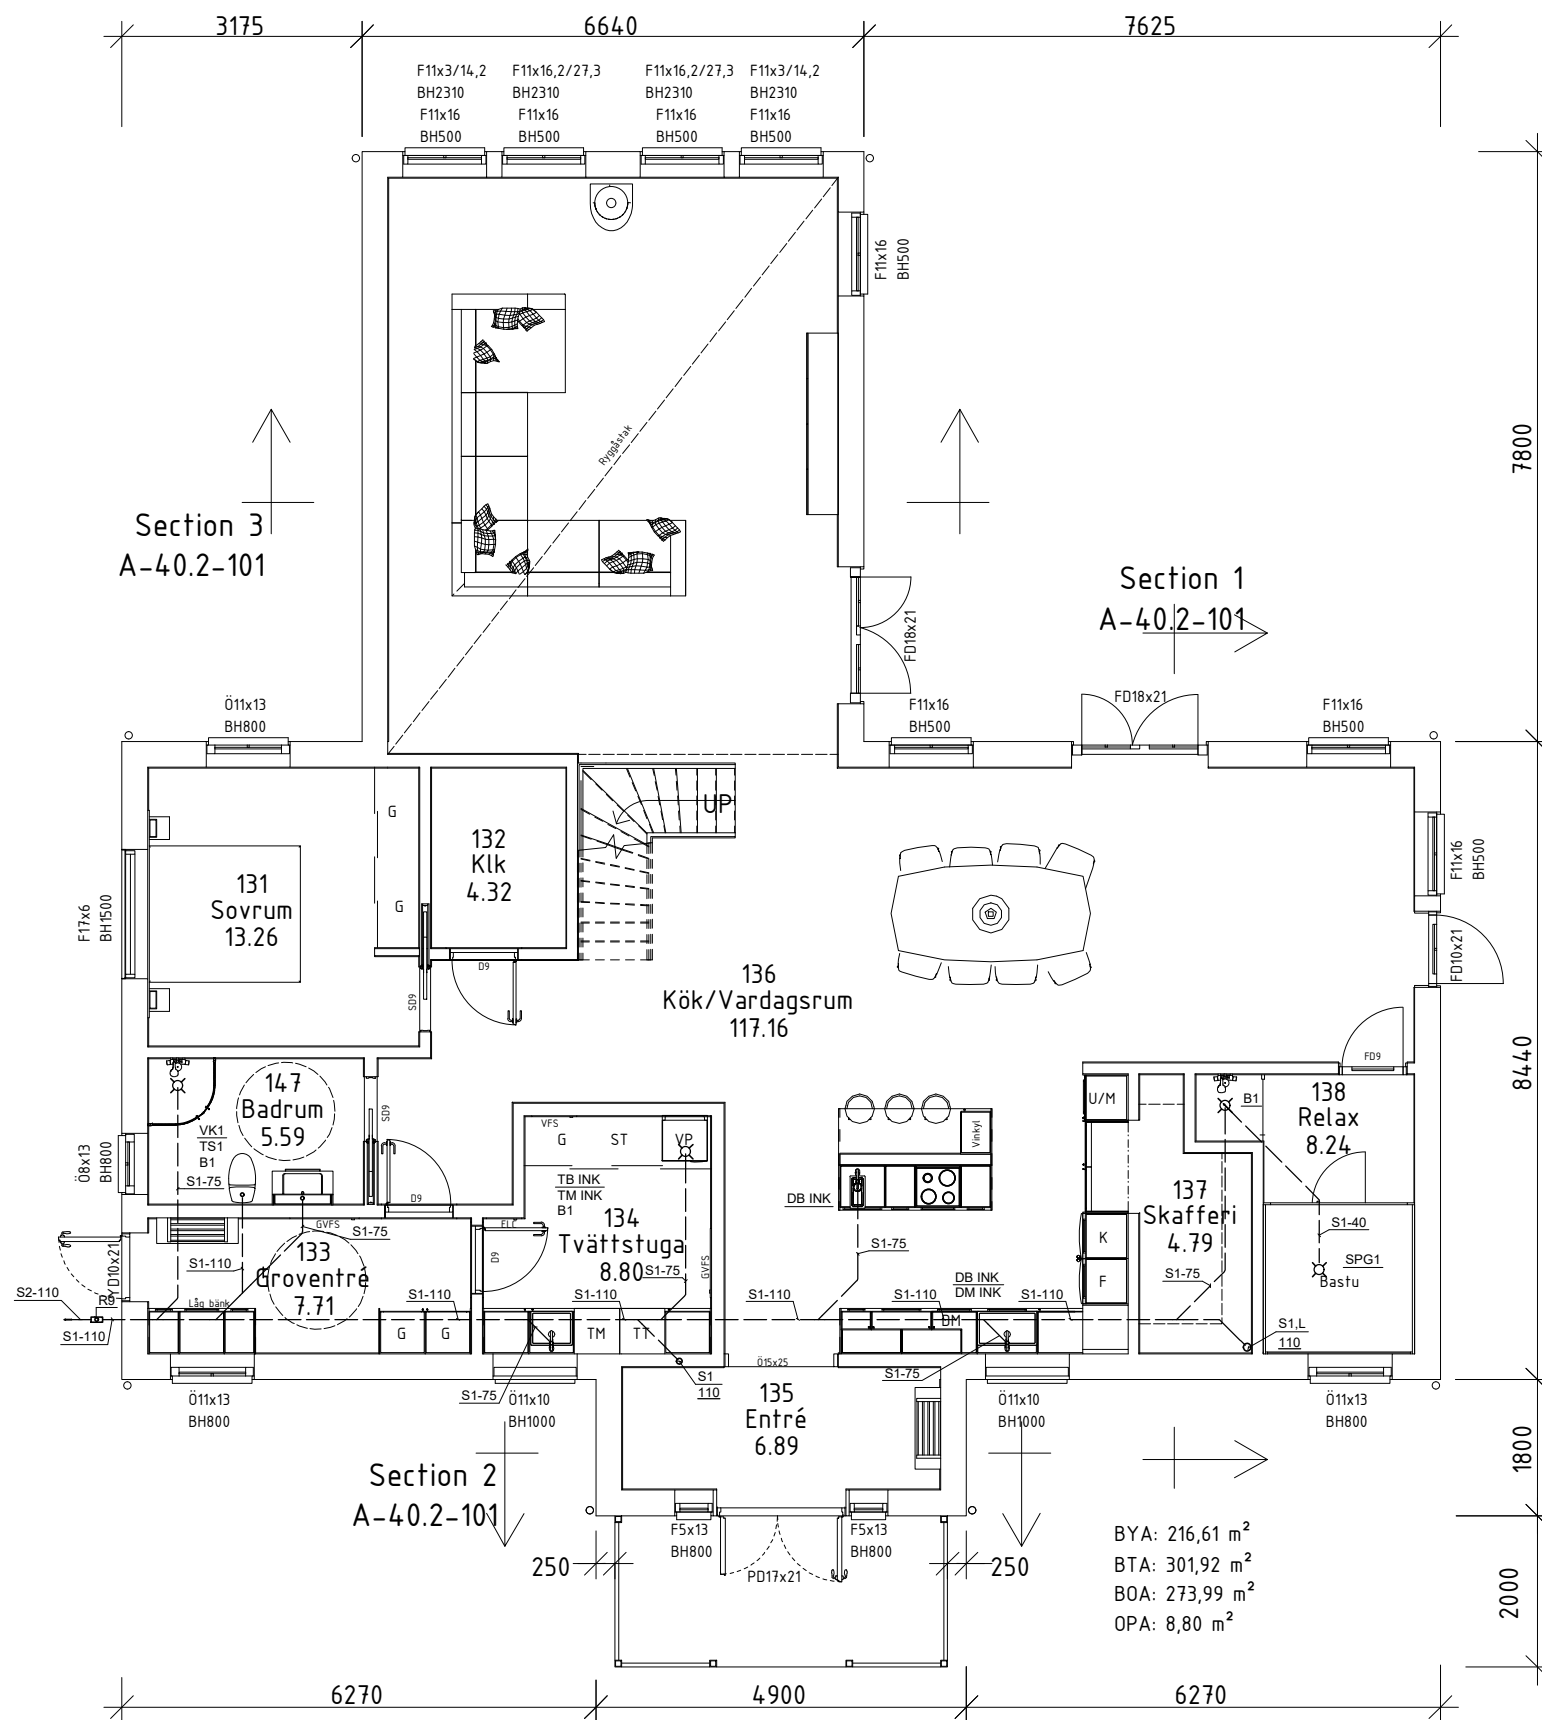 3175
6640
7625
F11x3/14,2
BH2310
F11x16
BH500
F11x16,2/27,3
BH2310
F11x16
BH500
F11x16,2/27,3
BH2310
F11x16
BH500
F11x3/14,2
BH2310
F11x16
BH500
F11x16
BH500
7800
Ryggåstak
Section 3
A-40.2-101
Section 1
A-40.2-101
FD18x21
Ö11x13
BH800
F11x16
BH500
FD18x21
F11x16
BH500
UP
G
132
Klk
4.32
131
Sovrum
13.26
G
F17x6
BH1500
F11x16
BH500
FD10x21
D9
SD9
136
Kök/Vardagsrum
117.16
8440
FD9
147
Badrum
5.59
VK1
TS1
B1
S1-75
Ö8x13
BH800
SD9
D9
VFS
G
ST
VP
TB INK
TM INK
B1
134
Tvättstuga
8.80
S1-75
GVFS
ELC
D9
Vinkyl
U/M
B1
138
Relax
8.24
DB INK
137
Skafferi
4.79
S1-75
K
F
S1-75
S1-40
SPG1
Bastu
GVFS
S1-75
133
Groventré
7.71
S1-110
YD10x21
S2-110
R9
S1-110
Låg bänk
S1-110
G
G
S1-110
TM
TT
S1-110
DB INK
DM INK
S1-110
DM
S1-110
S1,L
110
S1
110
Ö15x25
S1-75
S1-75
Ö11x13
BH800
Ö11x10
BH1000
135
Entré
6.89
Ö11x10
BH1000
Ö11x13
BH800
1800
Section 2
A-40.2-101
F5x13
BH800
F5x13
BH800
PD17x21
250
250
BYA: 216,61 m²
BTA: 301,92 m²
BOA: 273,99 m²
OPA: 8,80 m²
2000
6270
4900
6270